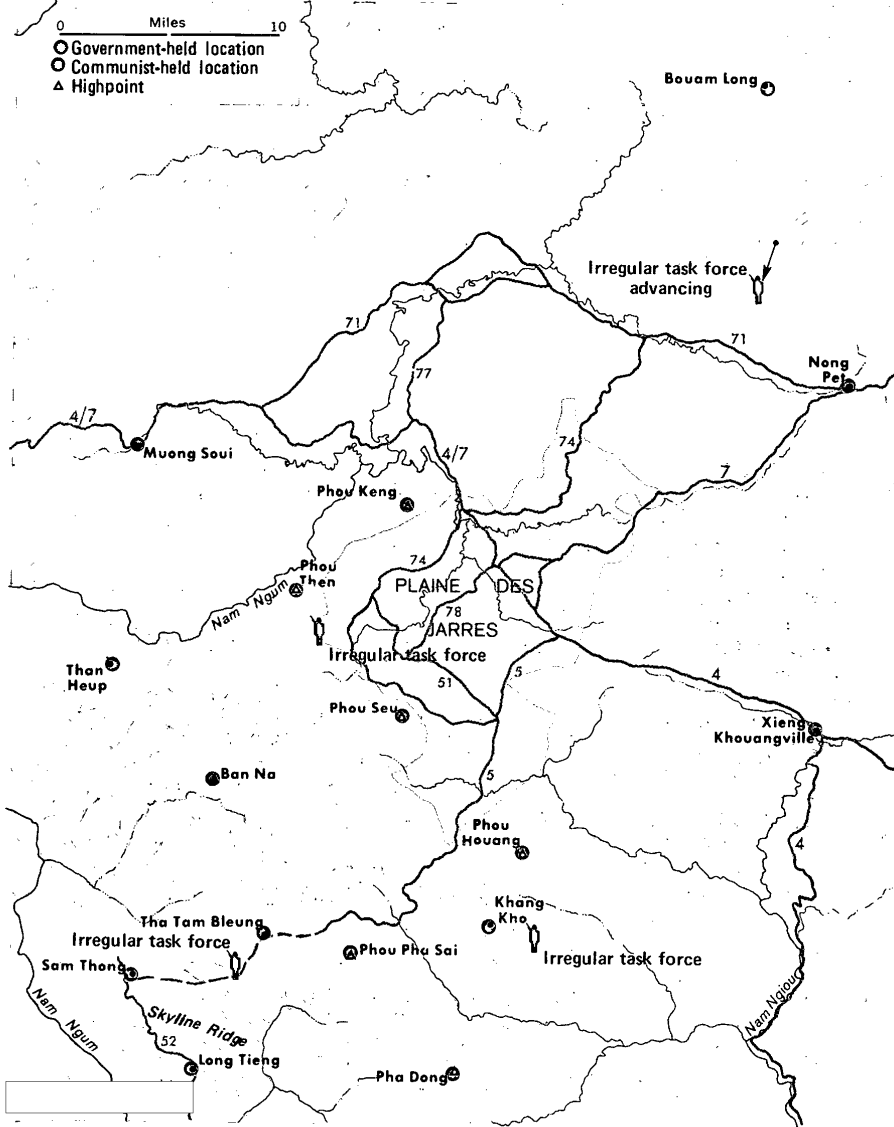 0 Miles 10
Government-held location
Communist-held location
Highpoint
Bouam Long
Irregular task force
advancing
71
71
Nong
Pet
77
4/7
Muong Soui
4/7
74
7
Phou Keng
74
Phou
Then
PLAINE DES
Nam Ngum
78
JARRES
Irregular task force
Than
Heup
51
5
4
Phou Seu
Xieng
Khouangville
Ban Na
5
Phou
Houang
4
Khang
Kho
Tha Tam Bleung
Irregular task force
Phou Pha Sai
Irregular task force
Sam Thong
Nam Ngum
Skyline Ridge
Nam Ngiou
52
Long Tieng
Pha Dong